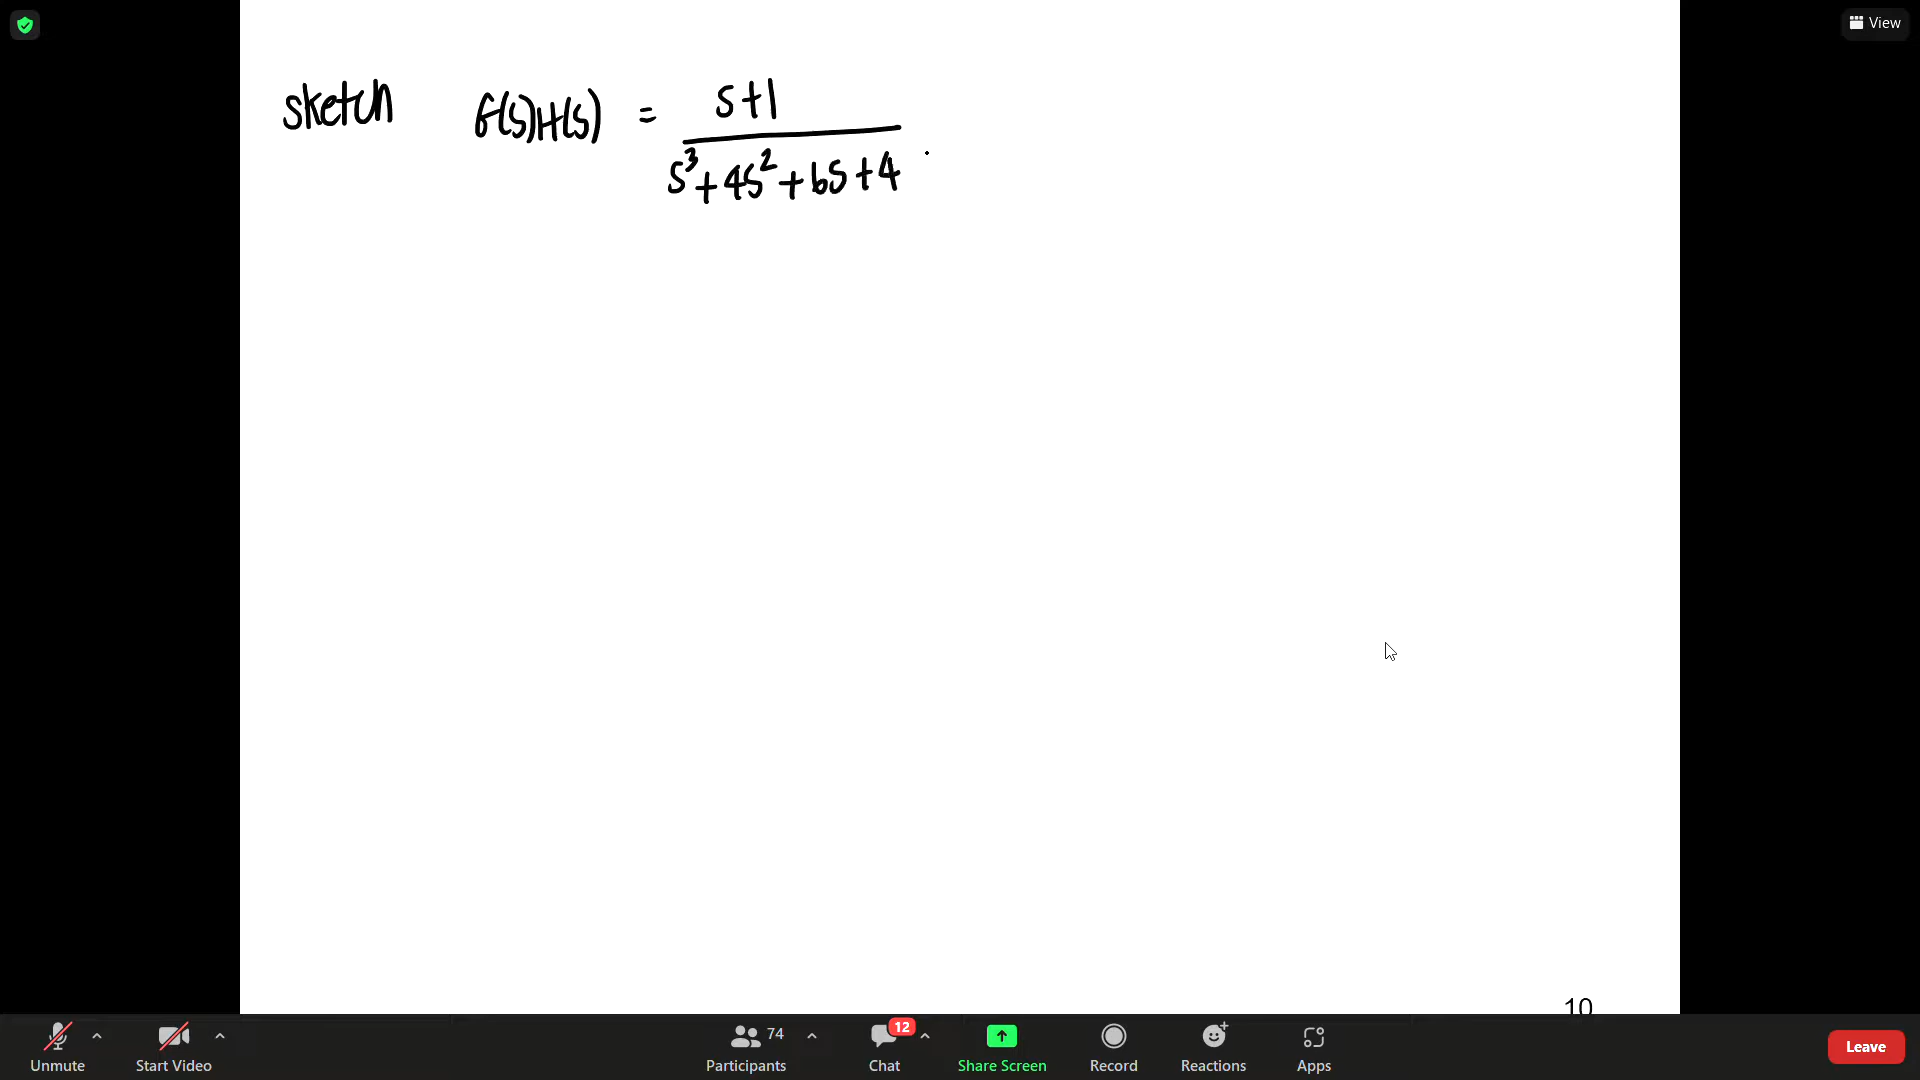 View
sketch G(s)H(s) = s+1
s³+4s²+6s+4 .
10
74
12
Unmute Start Video Participants Chat Share Screen Record Reactions Apps Leave